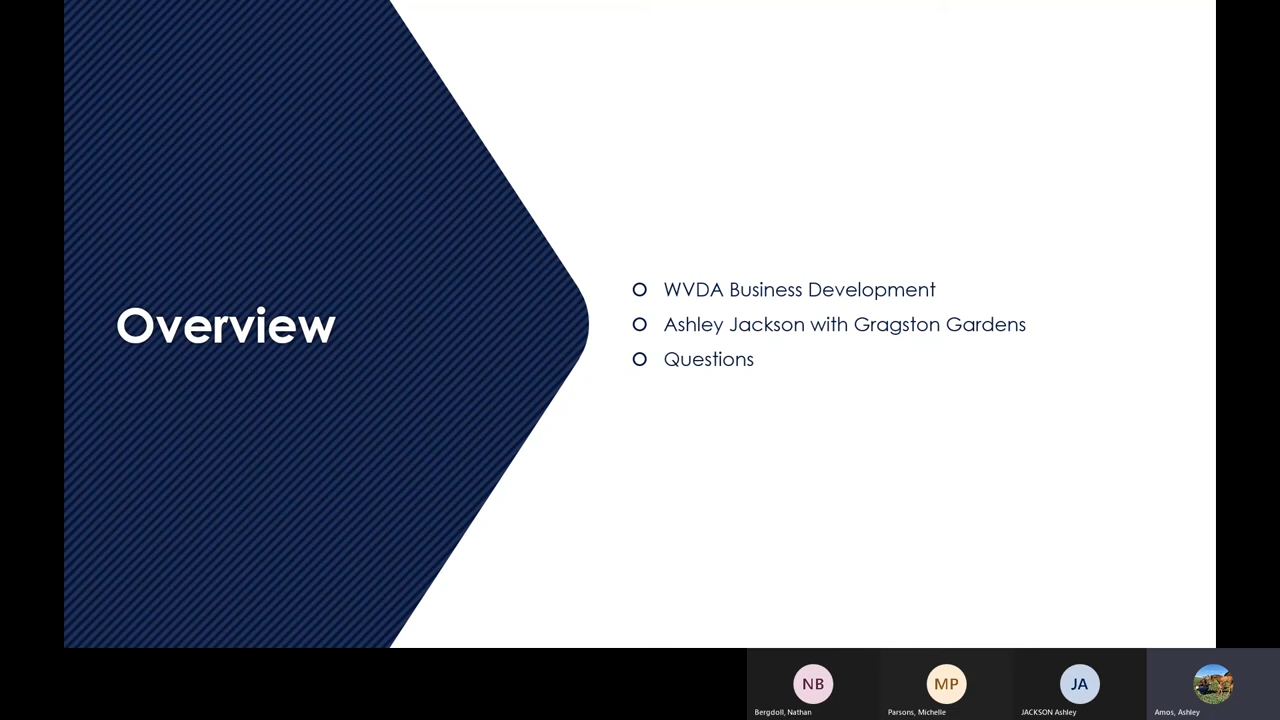 Overview
WVDA Business Development
Ashley Jackson with Gragston Gardens
Questions
NB
MP
JA
Bergdoll, Nathan
Parsons, Michelle
JACKSON Ashley
Amos, Ashley